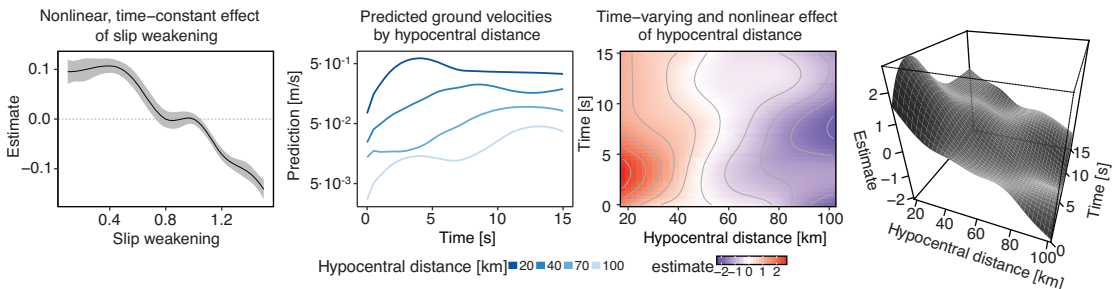 Nonlinear, time−constant effect
of slip weakening
Estimate
0.1
0.0
−0.1
0.4
0.8
1.2
Slip weakening
Predicted ground velocities
by hypocentral distance
Prediction [m/s]
5·10⁻¹
5·10⁻²
5·10⁻³
0
5
10
15
Time [s]
Hypocentral distance [km]
20
40
70
100
Time−varying and nonlinear effect
of hypocentral distance
Time [s]
15
10
5
0
20
40
60
80
100
Hypocentral distance [km]
estimate
−2−1 0 1 2
Estimate
2
1
0
−1
−2
20
40
60
80
100
Hypocentral distance [km]
0
5
10
15
Time [s]